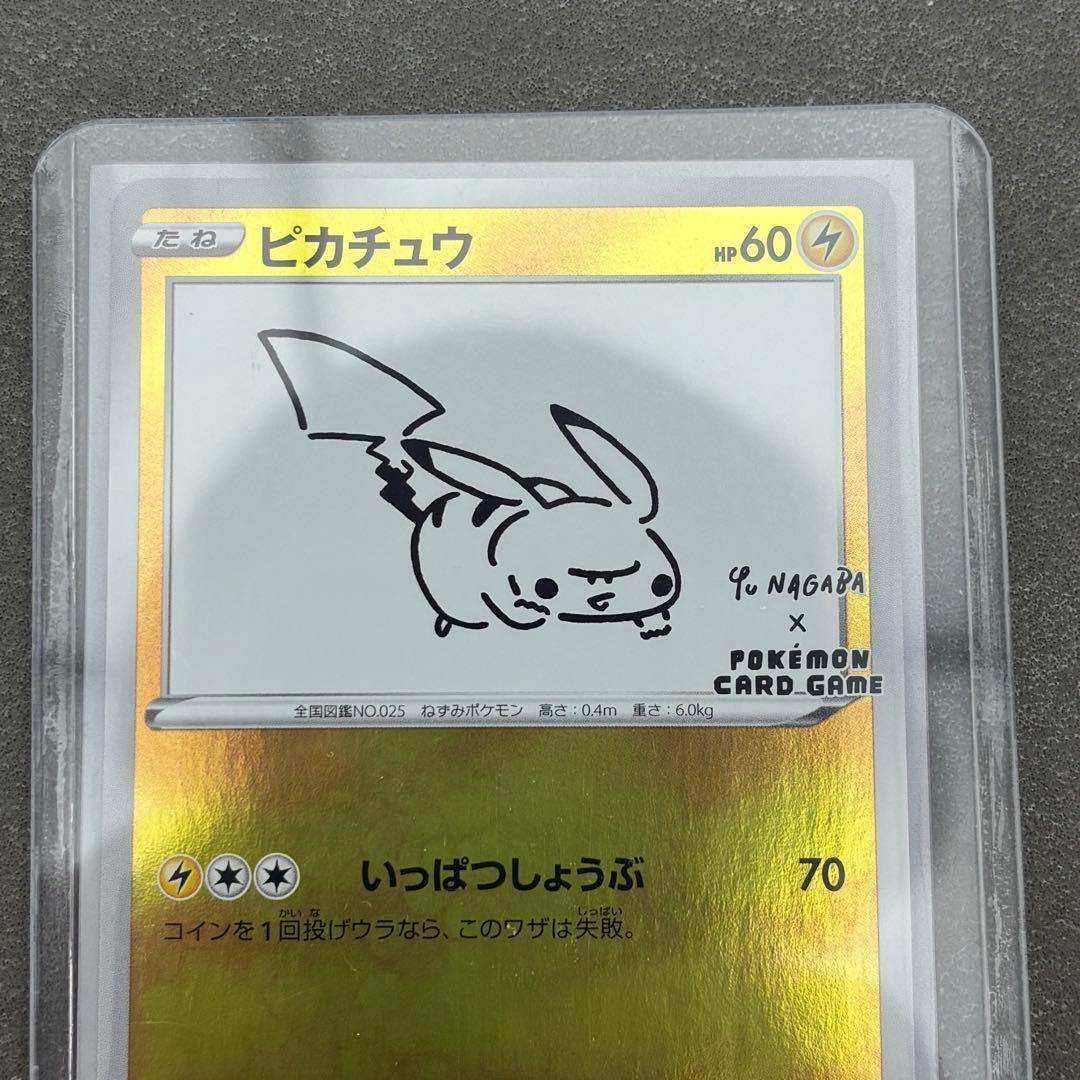 たね ピカチュウ HP60
Yu NAGABA
×
POKÉMON
CARD GAME
全国図鑑NO.025 ねずみポケモン 高さ:0.4m 重さ:6.0kg
いっぱつしょうぶ 70
コインを1回投げウラなら、このワザは失敗。